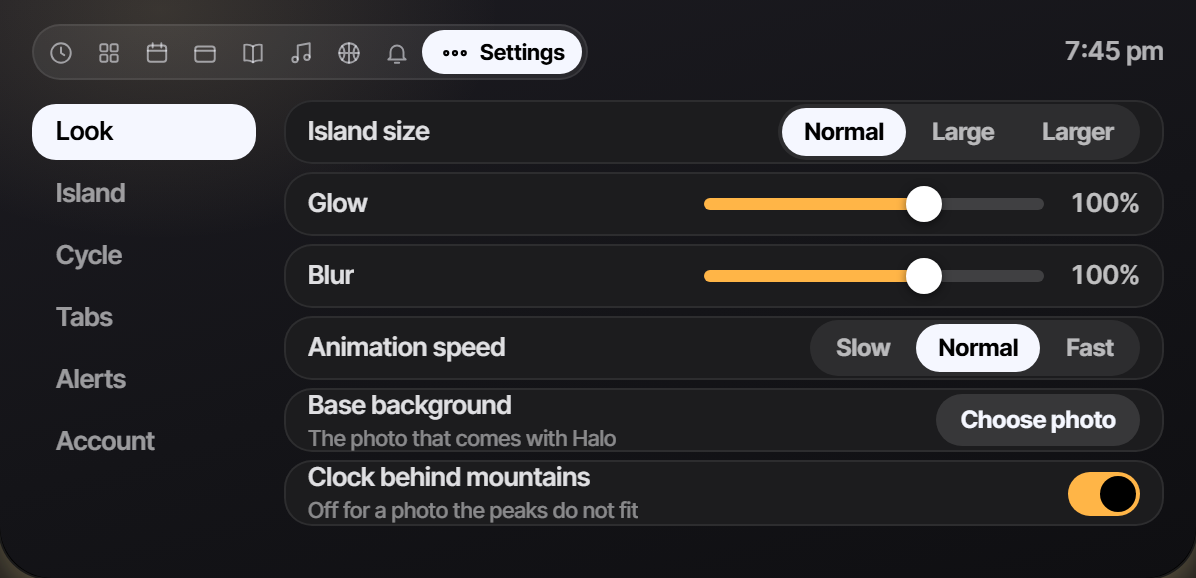 Settings
7:45 pm
Look
Island
Cycle
Tabs
Alerts
Account
Island size
Normal Large Larger
Glow
100%
Blur
100%
Animation speed
Slow Normal Fast
Base background
The photo that comes with Halo
Choose photo
Clock behind mountains
Off for a photo the peaks do not fit